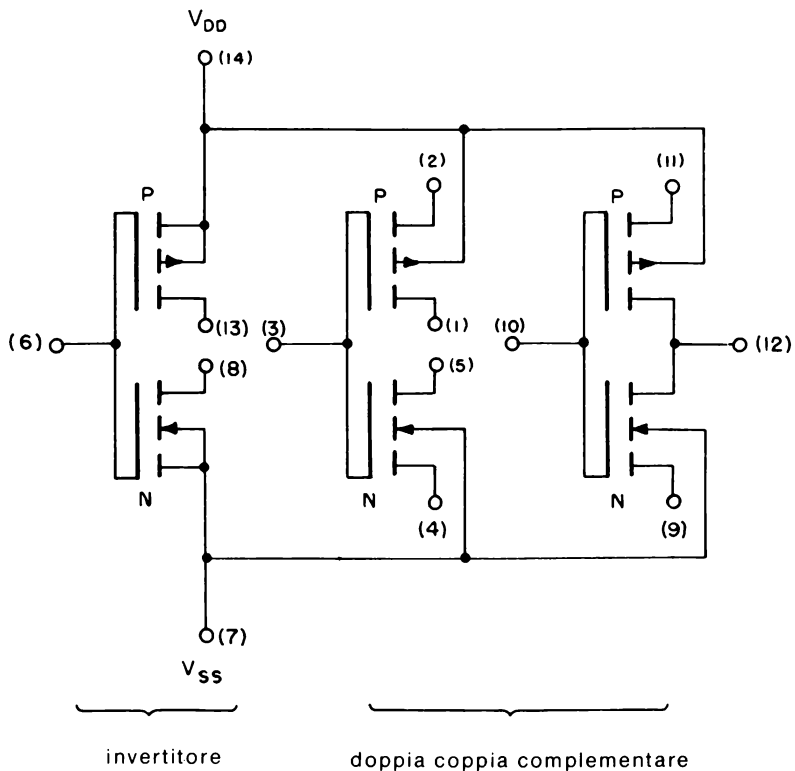 V_DD
(14)
(2)
(11)
P
P
P
(13)
(3)
(1)
(10)
(6)
(12)
(8)
(5)
N
N
N
(4)
(9)
(7)
V_SS
invertitore
doppia coppia complementare